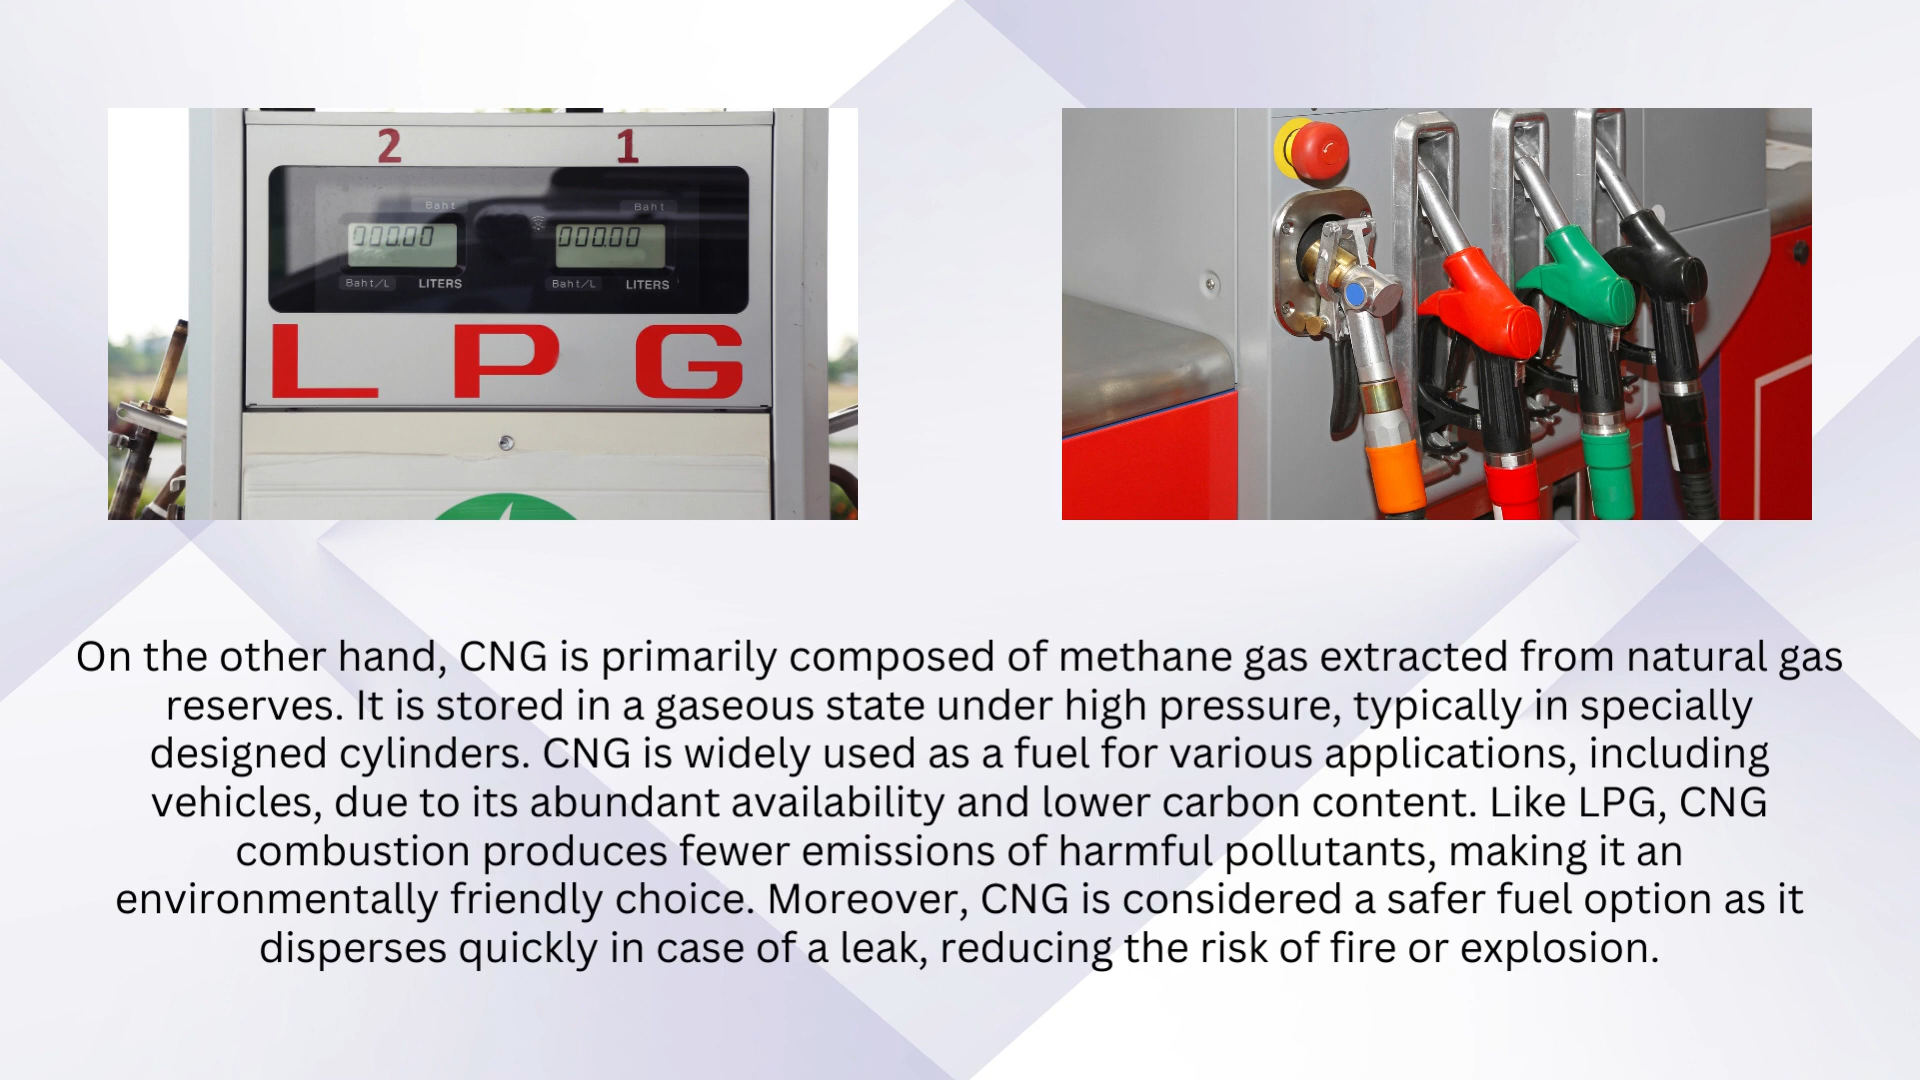 2 1
Baht Baht
000.00 000.00
Baht/L LITERS Baht/L LITERS
LPG
On the other hand, CNG is primarily composed of methane gas extracted from natural gas
reserves. It is stored in a gaseous state under high pressure, typically in specially
designed cylinders. CNG is widely used as a fuel for various applications, including
vehicles, due to its abundant availability and lower carbon content. Like LPG, CNG
combustion produces fewer emissions of harmful pollutants, making it an
environmentally friendly choice. Moreover, CNG is considered a safer fuel option as it
disperses quickly in case of a leak, reducing the risk of fire or explosion.